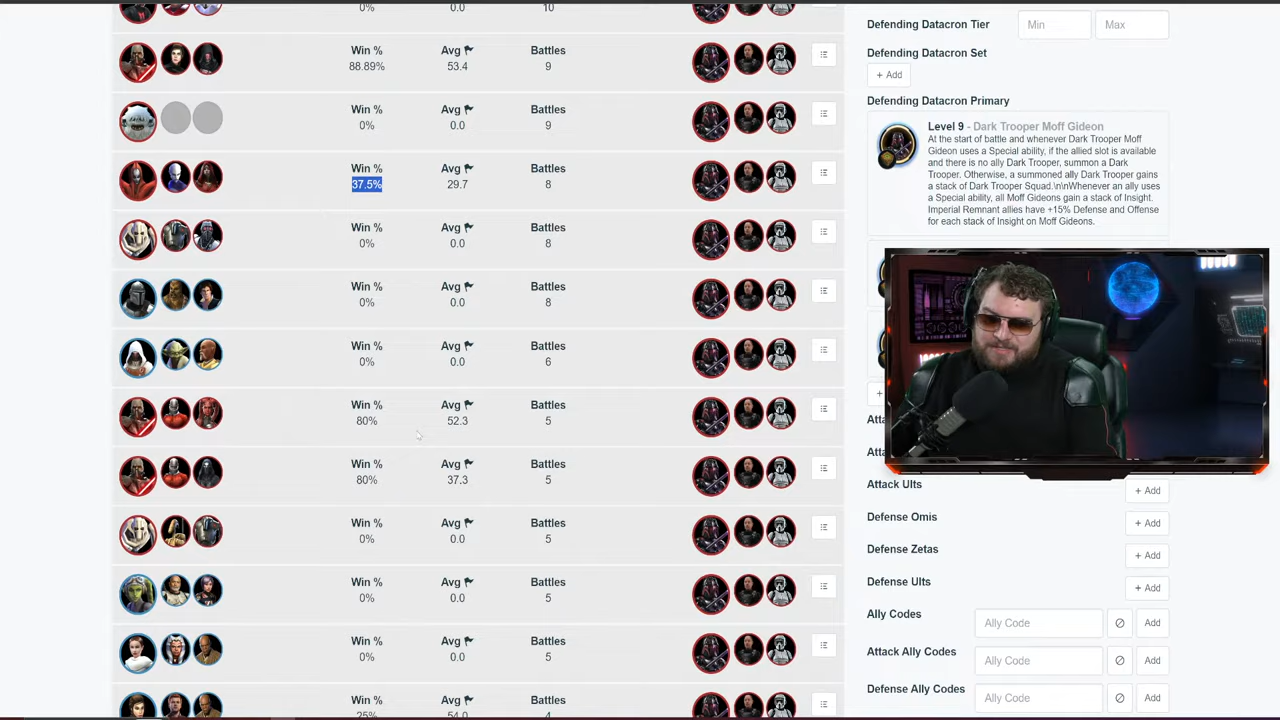 0%
0.0
10
Win %
Avg
Battles
88.89%
53.4
9
Win %
Avg
Battles
0%
0.0
9
Win %
Avg
Battles
37.5%
29.7
8
Win %
Avg
Battles
0%
0.0
8
Win %
Avg
Battles
0%
0.0
8
Win %
Avg
Battles
0%
0.0
6
Win %
Avg
Battles
80%
52.3
5
Win %
Avg
Battles
80%
37.3
5
Win %
Avg
Battles
0%
0.0
5
Win %
Avg
Battles
0%
0.0
5
Win %
Avg
Battles
0%
0.0
5
25%
54.0
4
Defending Datacron Tier
Min
Max
Defending Datacron Set
+ Add
Defending Datacron Primary
Level 9 - Dark Trooper Moff Gideon
At the start of battle and whenever Dark Trooper Moff
Gideon uses a Special ability, if the allied slot is available
and there is no ally Dark Trooper, summon a Dark
Trooper. Otherwise, a summoned ally Dark Trooper gains
a stack of Dark Trooper Squad.\n\nWhenever an ally uses
a Special ability, all Moff Gideons gain a stack of Insight.
Imperial Remnant allies have +15% Defense and Offense
for each stack of Insight on Moff Gideons.
+
Attack Ults
+ Add
Defense Omis
+ Add
Defense Zetas
+ Add
Defense Ults
+ Add
Ally Codes
Ally Code
Add
Attack Ally Codes
Ally Code
Add
Defense Ally Codes
Ally Code
Add